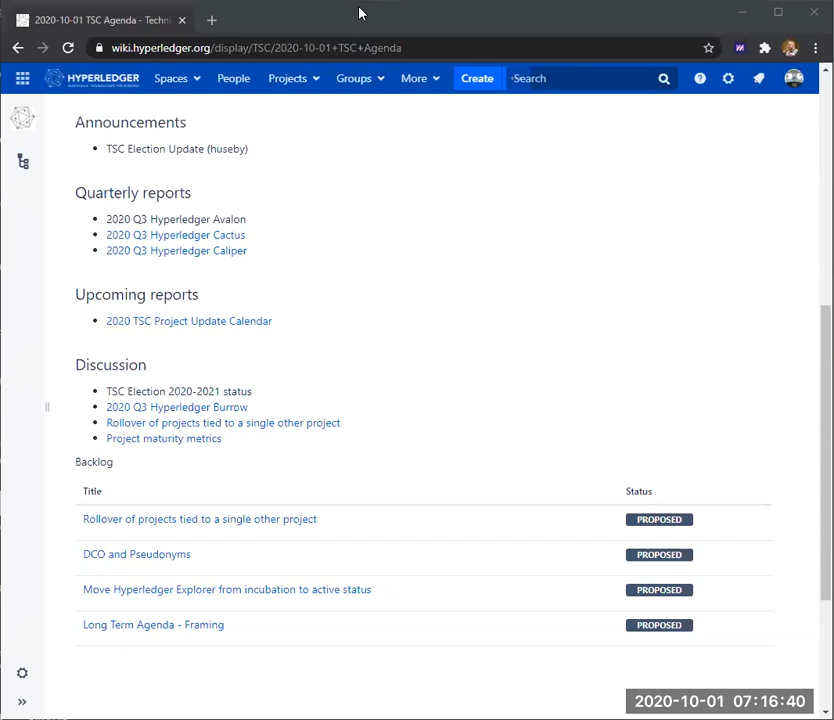 2020-10-01 TSC Agenda - Techni
wiki.hyperledger.org/display/TSC/2020-10-01+TSC+Agenda
HYPERLEDGER
Spaces
People
Projects
Groups
More
Create
Search
Announcements
TSC Election Update (huseby)
Quarterly reports
2020 Q3 Hyperledger Avalon
2020 Q3 Hyperledger Cactus
2020 Q3 Hyperledger Caliper
Upcoming reports
2020 TSC Project Update Calendar
Discussion
TSC Election 2020-2021 status
2020 Q3 Hyperledger Burrow
Rollover of projects tied to a single other project
Project maturity metrics
Backlog
Title Status
Rollover of projects tied to a single other project PROPOSED
DCO and Pseudonyms PROPOSED
Move Hyperledger Explorer from incubation to active status PROPOSED
Long Term Agenda - Framing PROPOSED
2020-10-01 07:16:40